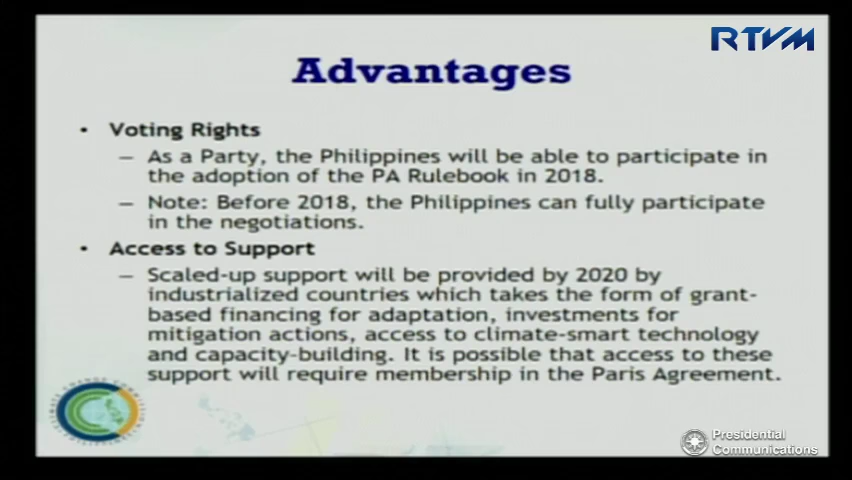 RTVM
Advantages
• Voting Rights
– As a Party, the Philippines will be able to participate in
the adoption of the PA Rulebook in 2018.
– Note: Before 2018, the Philippines can fully participate
in the negotiations.
• Access to Support
– Scaled-up support will be provided by 2020 by
industrialized countries which takes the form of grant-
based financing for adaptation, investments for
mitigation actions, access to climate-smart technology
and capacity-building. It is possible that access to these
support will require membership in the Paris Agreement.
Presidential
Communications